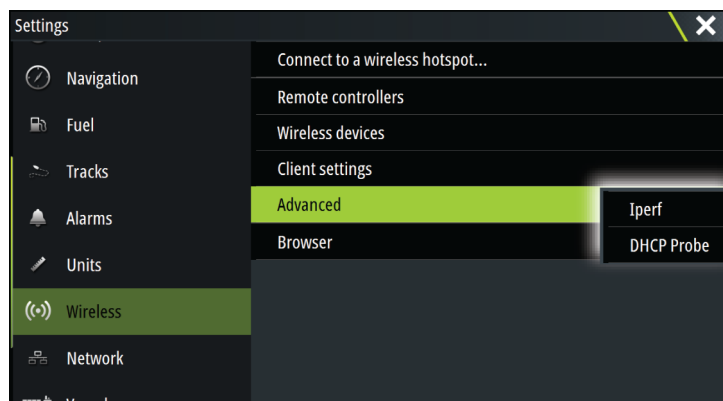 Settings
Navigation
Fuel
Tracks
Alarms
Units
Wireless
Network
Connect to a wireless hotspot...
Remote controllers
Wireless devices
Client settings
Advanced
Browser
Iperf
DHCP Probe